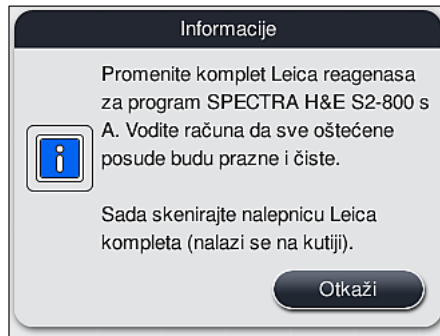 Informacije
Promenite komplet Leica reagenasa
za program SPECTRA H&E S2-800 s
A. Vodite računa da sve oštećene
posude budu prazne i čiste.
Sada skenirajte nalepnicu Leica
kompleta (nalazi se na kutiji).
Otkaži